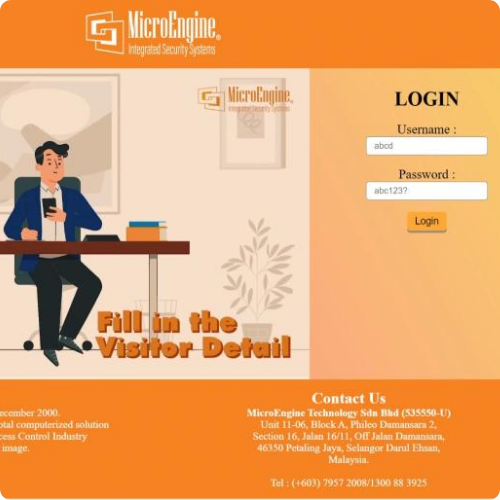 MicroEngine®
Integrated Security Systems
MicroEngine®
Integrated Security Systems
LOGIN
Username :
abcd
Password :
abc123?
Login
Fill in the
Visitor Detail
ecember 2000.
otal computerized solution
cess Control Industry
image.
Contact Us
MicroEngine Technology Sdn Bhd (535550-U)
Unit 11-06, Block A, Phileo Damansara 2,
Section 16, Jalan 16/11, Off Jalan Damansara,
46350 Petaling Jaya, Selangor Darul Ehsan,
Malaysia.
Tel : (+603) 7957 2008/1300 88 3925